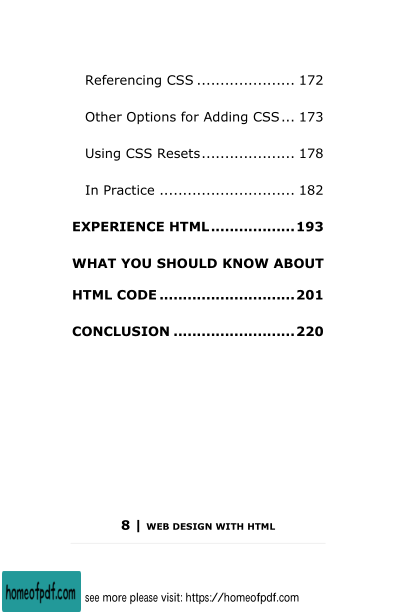 Referencing CSS ..................... 172
Other Options for Adding CSS... 173
Using CSS Resets.................... 178
In Practice ............................. 182
EXPERIENCE HTML..................193
WHAT YOU SHOULD KNOW ABOUT
HTML CODE.............................201
CONCLUSION ..........................220
8 | WEB DESIGN WITH HTML
homeofpdf.com see more please visit: https://homeofpdf.com